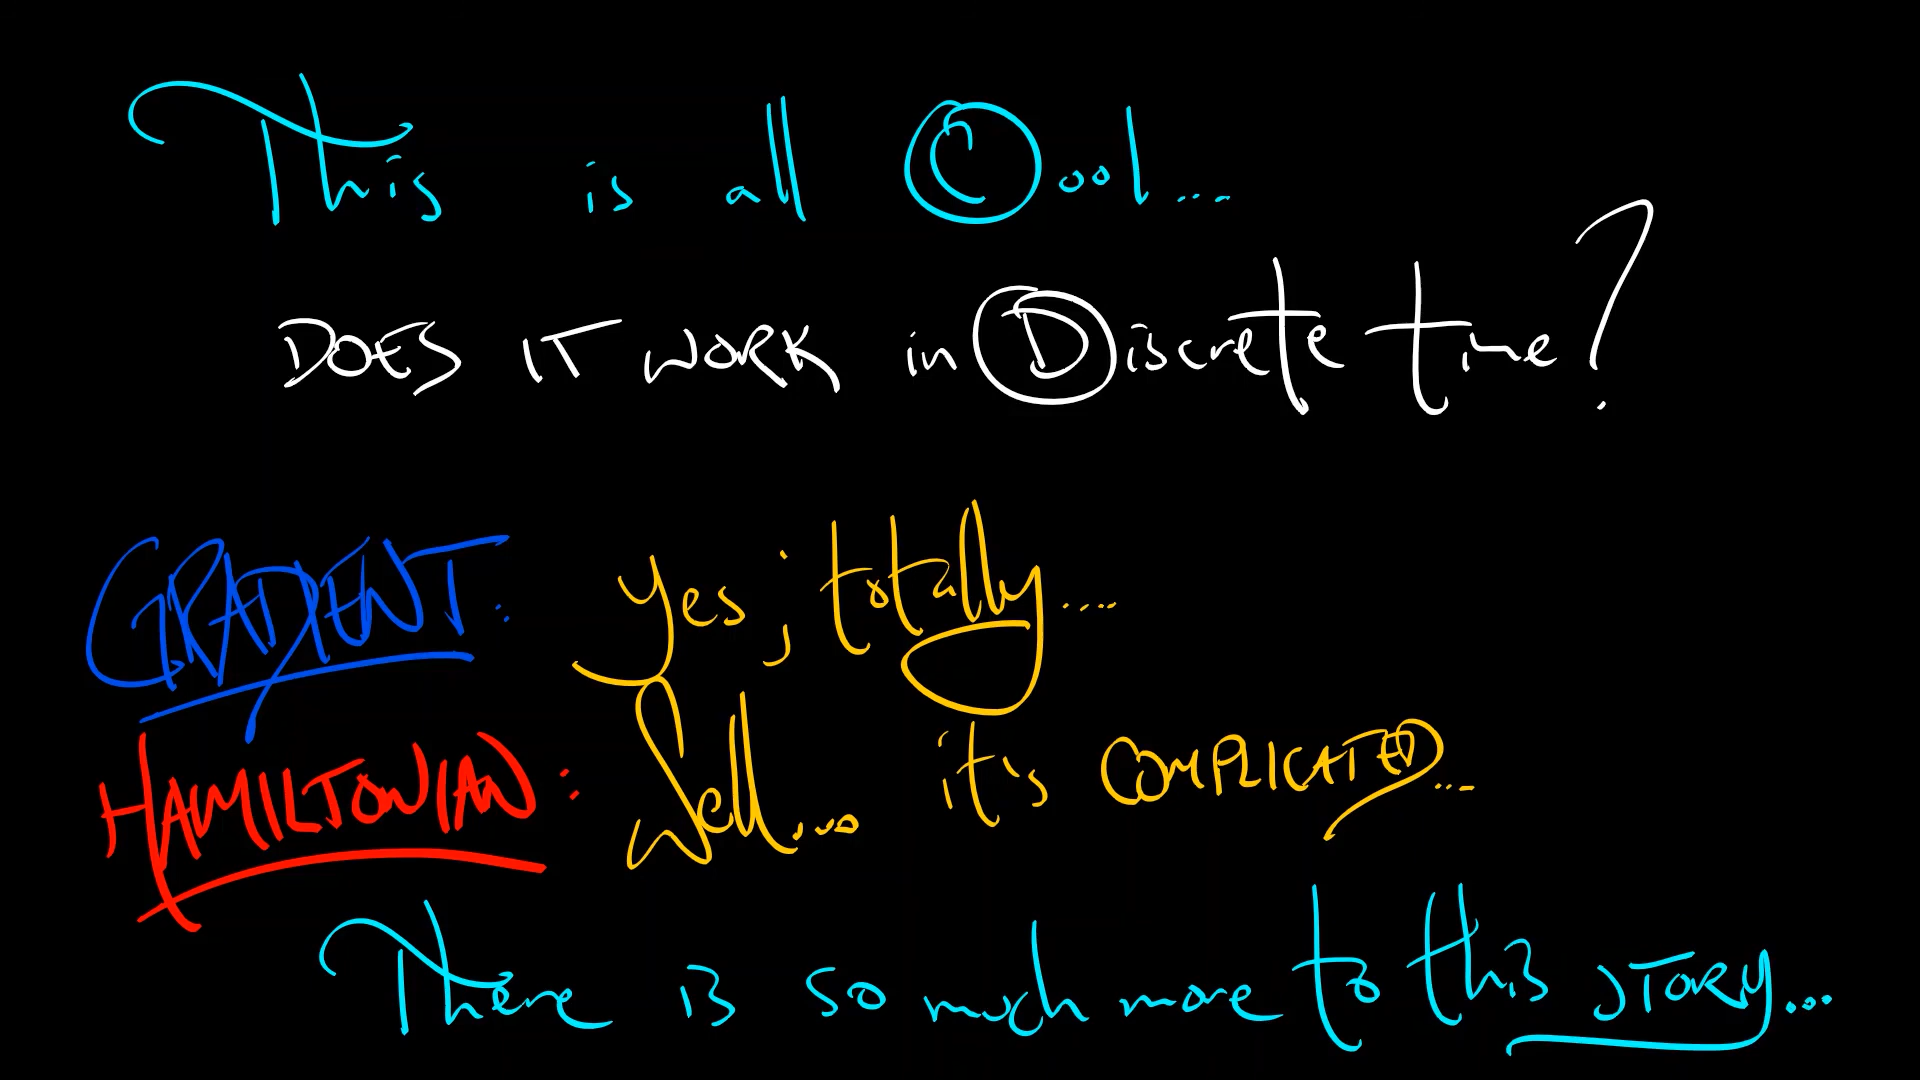 This is all Cool...
DOES IT WORK in Discrete time?
GRADIENT: yes, totally....
HAMILTONIAN: Well... it's COMPLICATED...
There is so much more to this STORY...